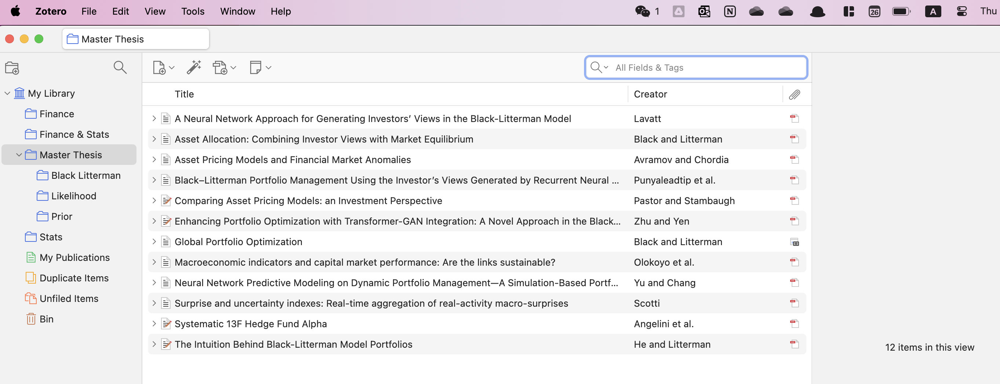 Zotero File Edit View Tools Window Help 1 N 26 A Thu
Master Thesis
All Fields & Tags
My Library
Finance
Finance & Stats
Master Thesis
Black Litterman
Likelihood
Prior
Stats
My Publications
Duplicate Items
Unfiled Items
Bin
Title Creator
A Neural Network Approach for Generating Investors’ Views in the Black-Litterman Model Lavatt
Asset Allocation: Combining Investor Views with Market Equilibrium Black and Litterman
Asset Pricing Models and Financial Market Anomalies Avramov and Chordia
Black–Litterman Portfolio Management Using the Investor’s Views Generated by Recurrent Neural ... Punyaleadtip et al.
Comparing Asset Pricing Models: an Investment Perspective Pastor and Stambaugh
Enhancing Portfolio Optimization with Transformer-GAN Integration: A Novel Approach in the Black... Zhu and Yen
Global Portfolio Optimization Black and Litterman
Macroeconomic indicators and capital market performance: Are the links sustainable? Olokoyo et al.
Neural Network Predictive Modeling on Dynamic Portfolio Management—A Simulation-Based Portf... Yu and Chang
Surprise and uncertainty indexes: Real-time aggregation of real-activity macro-surprises Scotti
Systematic 13F Hedge Fund Alpha Angelini et al.
The Intuition Behind Black-Litterman Model Portfolios He and Litterman
12 items in this view